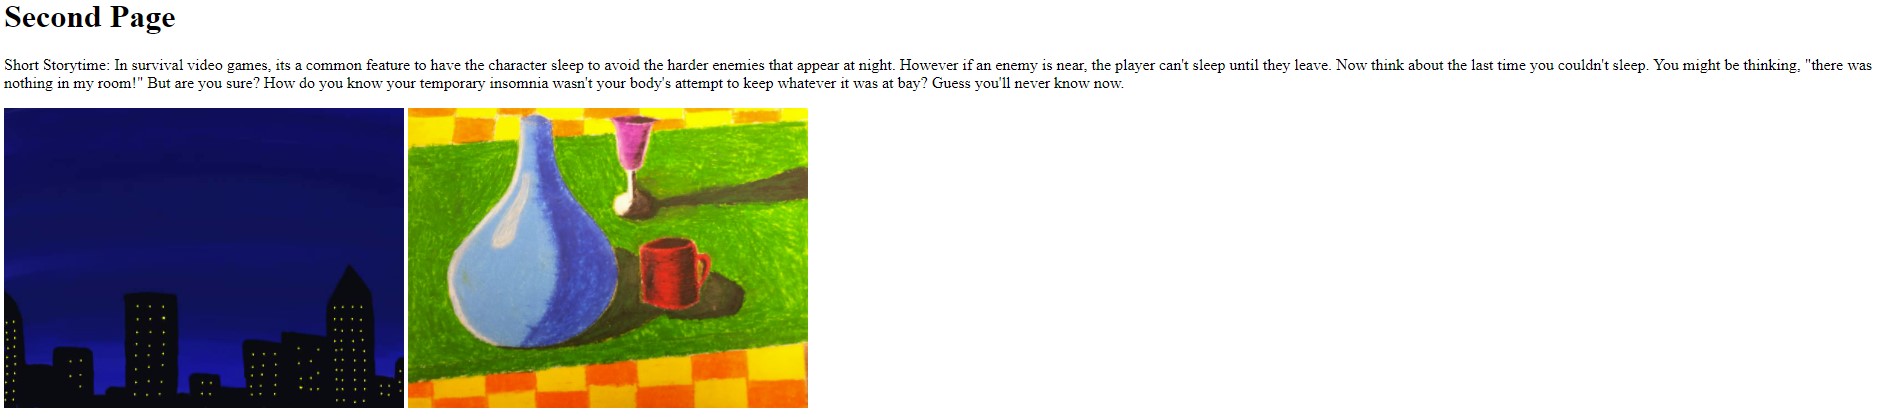 Second Page
Short Storytime: In survival video games, its a common feature to have the character sleep to avoid the harder enemies that appear at night. However if an enemy is near, the player can't sleep until they leave. Now think about the last time you couldn't sleep. You might be thinking, "there was
nothing in my room!" But are you sure? How do you know your temporary insomnia wasn't your body's attempt to keep whatever it was at bay? Guess you'll never know now.